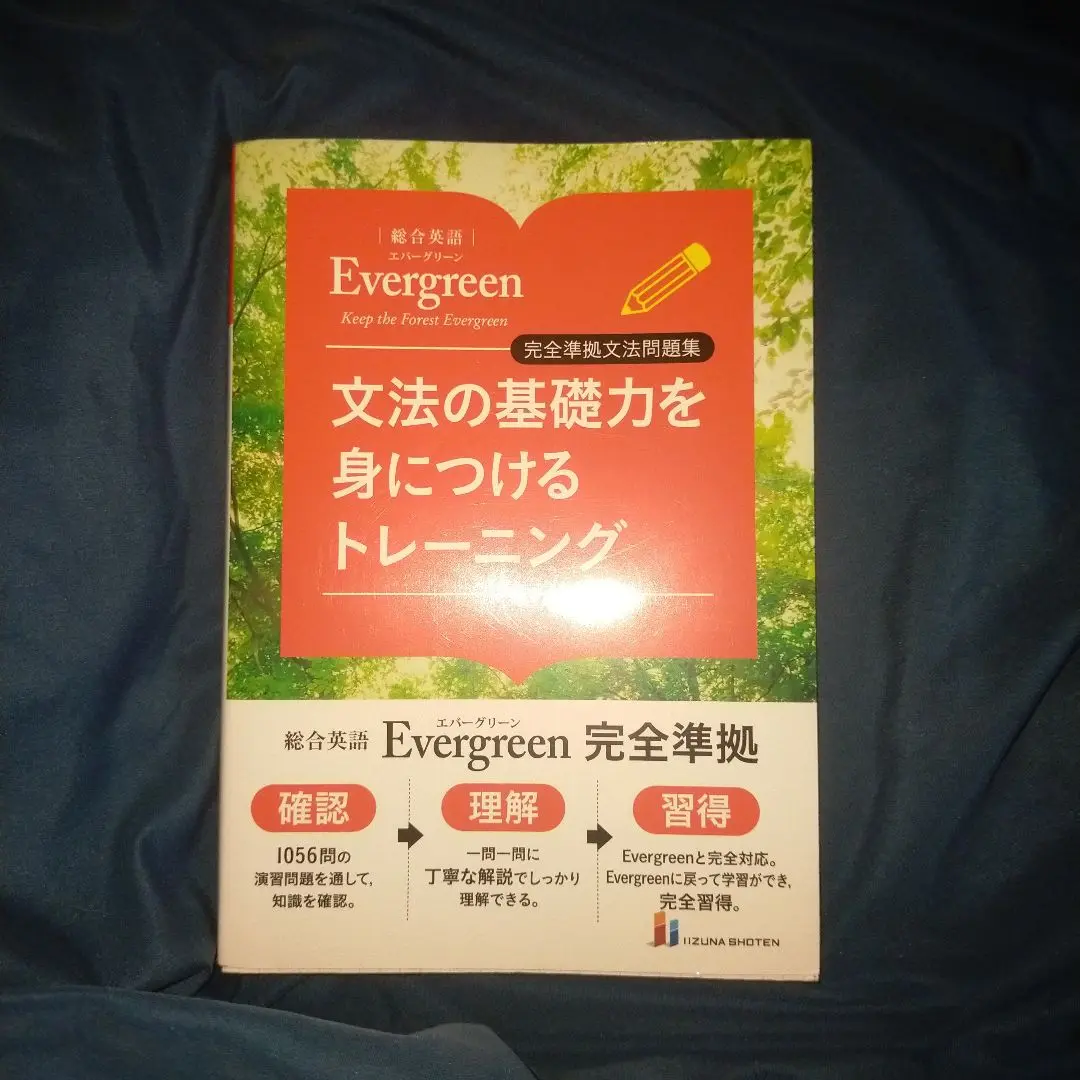 総合英語
エバーグリーン
Evergreen
Keep the Forest Evergreen
完全準拠文法問題集
文法の基礎力を
身につける
トレーニング
エバーグリーン
総合英語 Evergreen 完全準拠
確認
1056問の
演習問題を通して，
知識を確認。
理解
一問一問に
丁寧な解説でしっかり
理解できる。
習得
Evergreenと完全対応。
Evergreenに戻って学習ができ，
完全習得。
IIZUNA SHOTEN